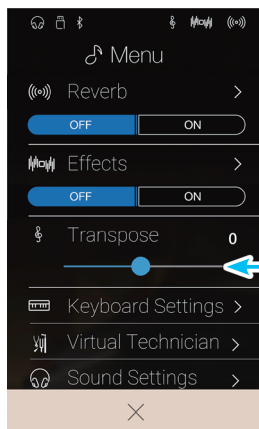 Menu
Reverb
OFF ON
Effects
OFF ON
Transpose 0
Keyboard Settings
Virtual Technician
Sound Settings